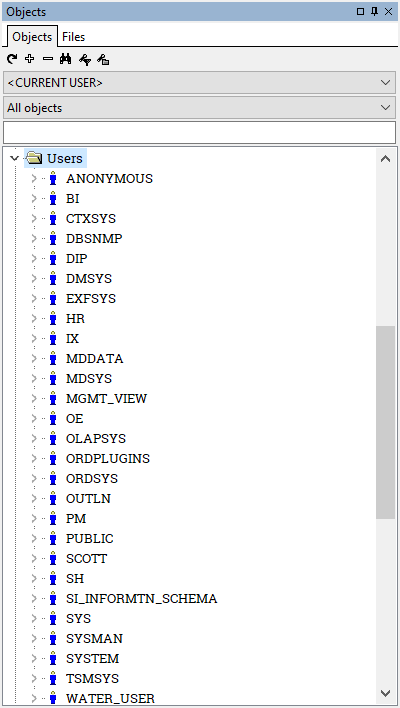 Objects
Objects Files
<CURRENT USER>
All objects
Users
ANONYMOUS
BI
CTXSYS
DBSNMP
DIP
DMSYS
EXFSYS
HR
IX
MDDATA
MDSYS
MGMT_VIEW
OE
OLAPSYS
ORDPLUGINS
ORDSYS
OUTLN
PM
PUBLIC
SCOTT
SH
SI_INFORMTN_SCHEMA
SYS
SYSMAN
SYSTEM
TSMSYS
WATER_USER